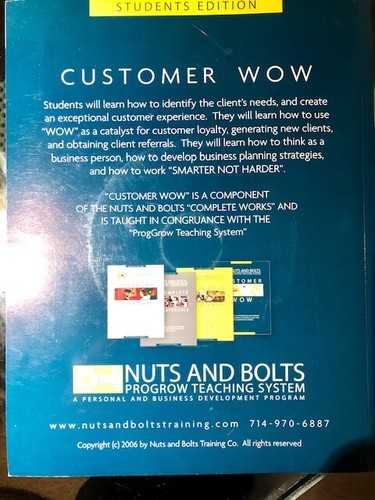 STUDENTS EDITION
CUSTOMER WOW
Students will learn how to identify the client's needs, and create
an exceptional customer experience. They will learn how to use
"WOW" as a catalyst for customer loyalty, generating new clients,
and obtaining client referrals. They will learn how to think as a
business person, how to develop business planning strategies,
and how to work "SMARTER NOT HARDER".
"CUSTOMER WOW" IS A COMPONENT
OF THE NUTS AND BOLTS "COMPLETE WORKS" AND
IS TAUGHT IN CONGRUANCE WITH THE
"ProgGrow Teaching System"
NUTS AND BOLTS
WOW
NUTS AND BOLTS
PROGROW TEACHING SYSTEM
A PERSONAL AND BUSINESS DEVELOPMENT PROGRAM
www.nutsandboltstraining.com 714-970-6887
Copyright (c) 2006 by Nuts and Bolts Training Co. All rights reserved